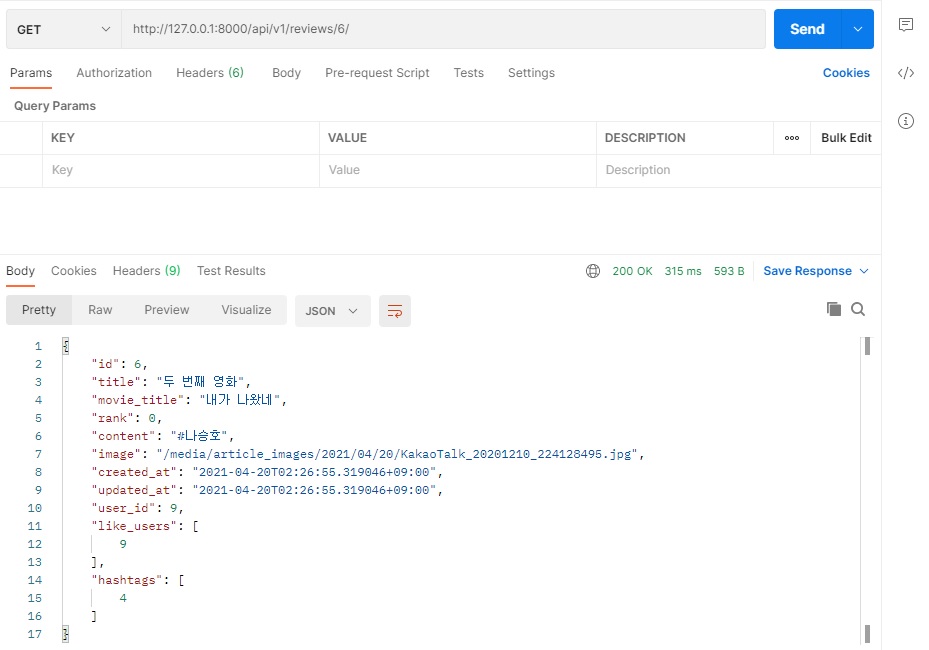 GET http://127.0.0.1:8000/api/v1/reviews/6/ Send
Params Authorization Headers (6) Body Pre-request Script Tests Settings Cookies
Query Params
KEY VALUE DESCRIPTION ooo Bulk Edit
Key Value Description
Body Cookies Headers (9) Test Results 200 OK 315 ms 593 B Save Response
Pretty Raw Preview Visualize JSON
1 {
2 "id": 6,
3 "title": "두 번째 영화",
4 "movie_title": "내가 나왔네",
5 "rank": 0,
6 "content": "#나승호",
7 "image": "/media/article_images/2021/04/20/KakaoTalk_20201210_224128495.jpg",
8 "created_at": "2021-04-20T02:26:55.319046+09:00",
9 "updated_at": "2021-04-20T02:26:55.319046+09:00",
10 "user_id": 9,
11 "like_users": [
12 9
13 ],
14 "hashtags": [
15 4
16 ]
17 }